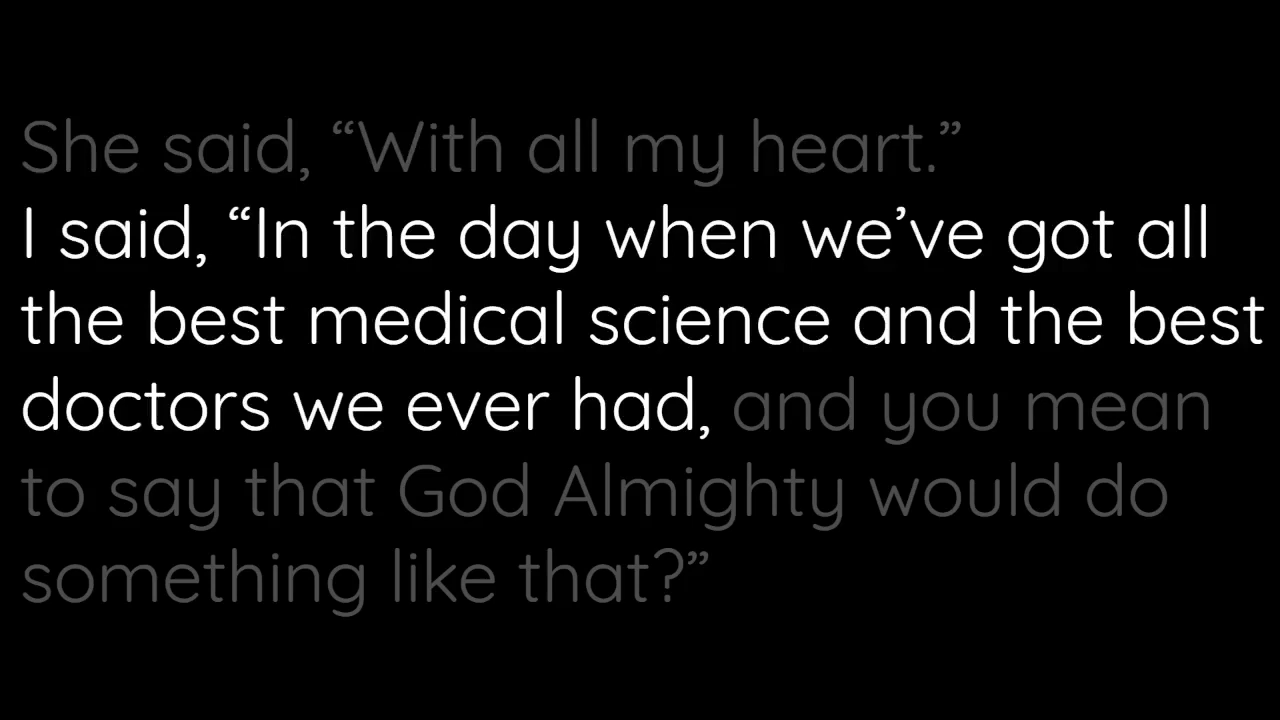 She said, “With all my heart.”
I said, “In the day when we’ve got all
the best medical science and the best
doctors we ever had, and you mean
to say that God Almighty would do
something like that?”